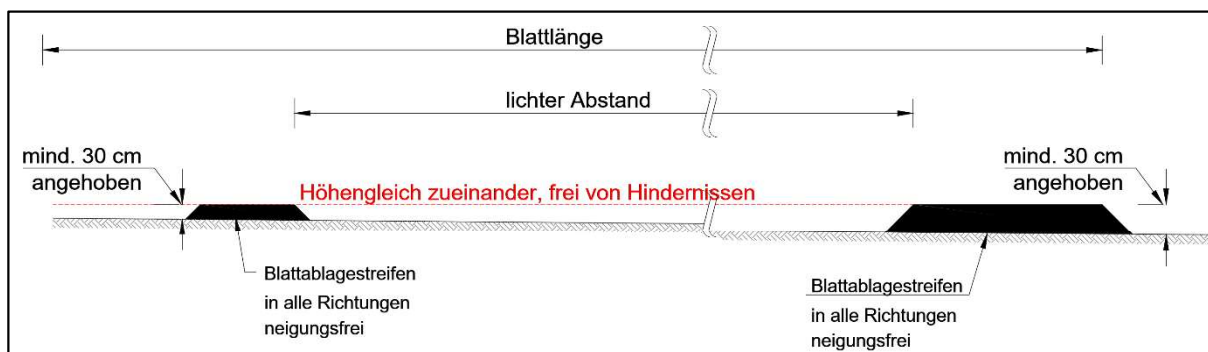 Blattlänge
lichter Abstand
mind. 30 cm
angehoben
Höhengleich zueinander, frei von Hindernissen
mind. 30 cm
angehoben
Blattablagestreifen
in alle Richtungen
neigungsfrei
Blattablagestreifen
in alle Richtungen
neigungsfrei